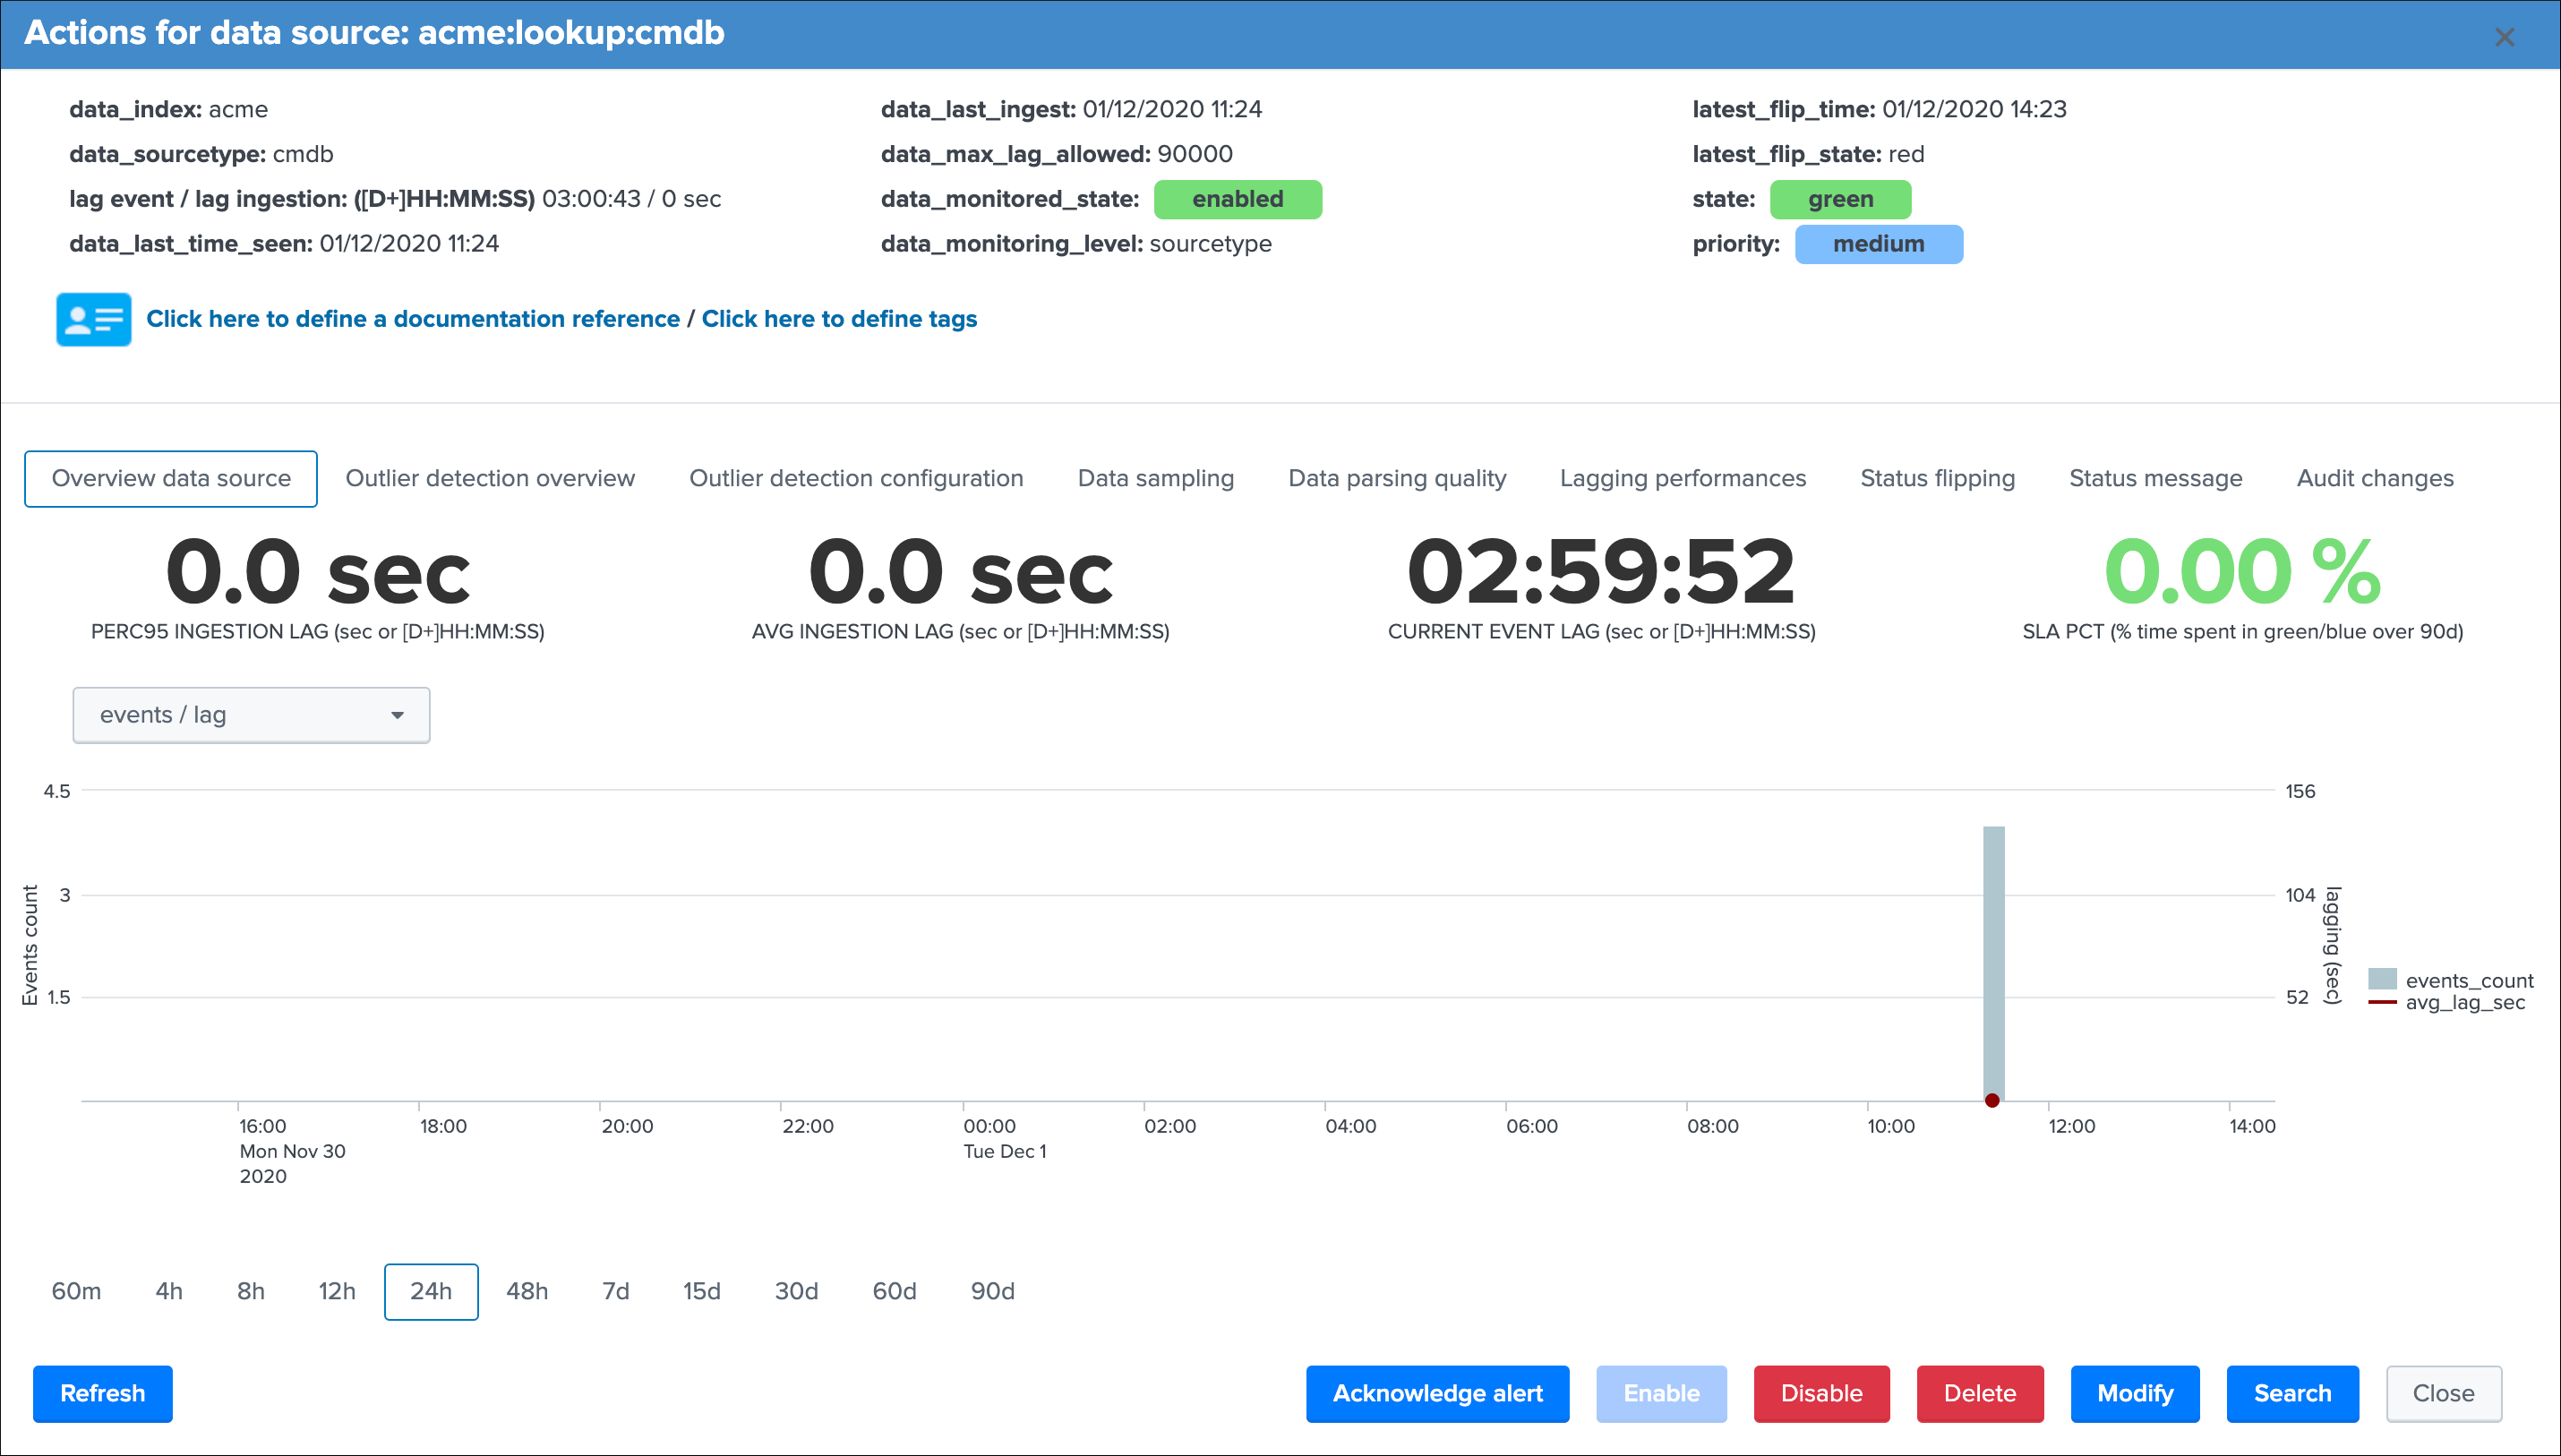 Actions for data source: acme:lookup:cmdb
data_index: acme
data_sourcetype: cmdb
lag event / lag ingestion: ([D+]HH:MM:SS) 03:00:43 / 0 sec
data_last_time_seen: 01/12/2020 11:24
data_last_ingest: 01/12/2020 11:24
data_max_lag_allowed: 90000
data_monitored_state: enabled
data_monitoring_level: sourcetype
latest_flip_time: 01/12/2020 14:23
latest_flip_state: red
state: green
priority: medium
Click here to define a documentation reference / Click here to define tags
Overview data source
Outlier detection overview
Outlier detection configuration
Data sampling
Data parsing quality
Lagging performances
Status flipping
Status message
Audit changes
0.0 sec
PERC95 INGESTION LAG (sec or [D+]HH:MM:SS)
0.0 sec
AVG INGESTION LAG (sec or [D+]HH:MM:SS)
02:59:52
CURRENT EVENT LAG (sec or [D+]HH:MM:SS)
0.00 %
SLA PCT (% time spent in green/blue over 90d)
events / lag
Events count
4.5
3
1.5
156
104
52
lagging (sec)
events_count
avg_lag_sec
16:00
Mon Nov 30
2020
18:00
20:00
22:00
00:00
Tue Dec 1
02:00
04:00
06:00
08:00
10:00
12:00
14:00
60m
4h
8h
12h
24h
48h
7d
15d
30d
60d
90d
Refresh
Acknowledge alert
Enable
Disable
Delete
Modify
Search
Close